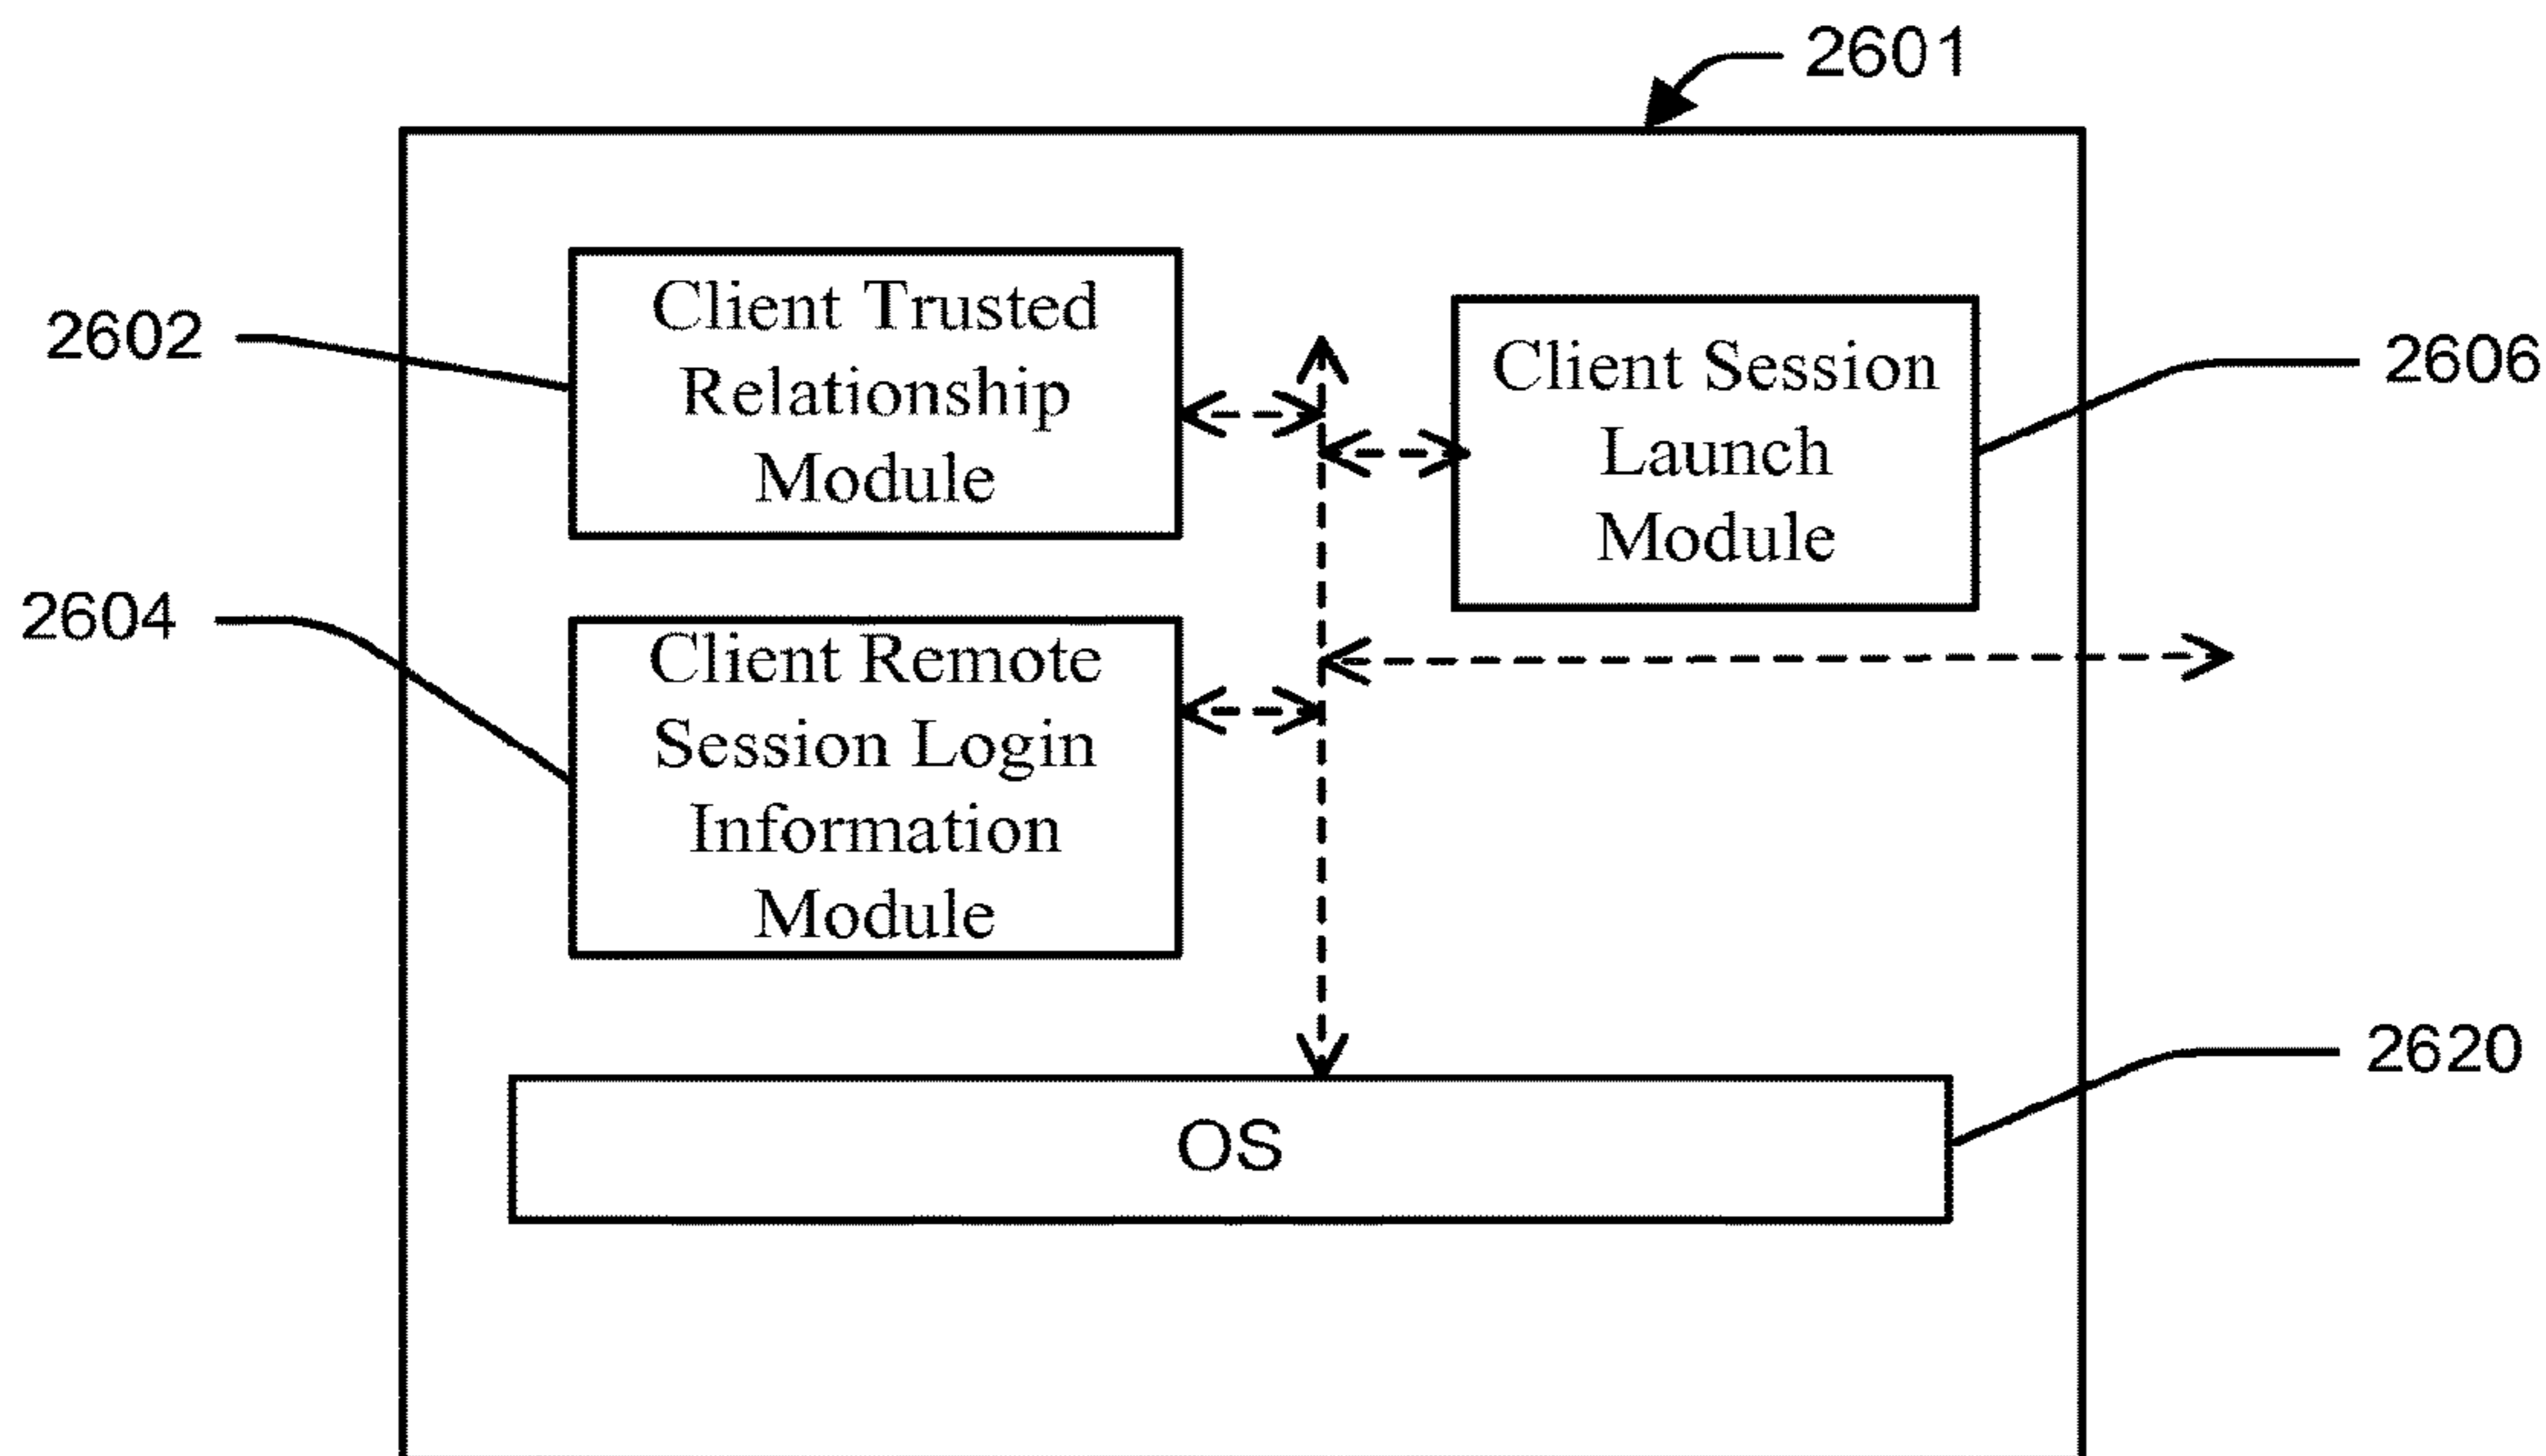 2601
2602
Client Trusted
Relationship
Module
Client Session
Launch
Module
2606
2604
Client Remote
Session Login
Information
Module
2620
OS